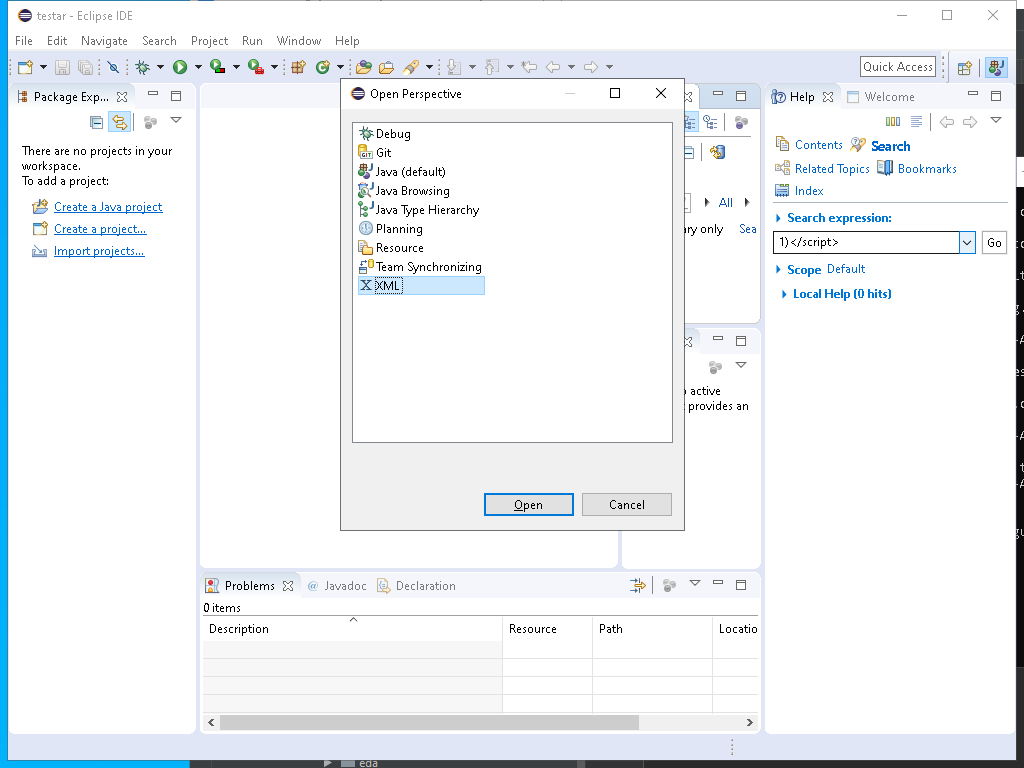 testar - Eclipse IDE
File Edit Navigate Search Project Run Window Help
Quick Access
Package Exp...
There are no projects in your
workspace.
To add a project:
Create a Java project
Create a project...
Import projects...
Open Perspective
Debug
Git
Java (default)
Java Browsing
Java Type Hierarchy
Planning
Resource
Team Synchronizing
XML
Open
Cancel
All
ry only Sea
active
provides an
Help Welcome
Contents Search
Related Topics Bookmarks
Index
Search expression:
1)</script>
Go
Scope Default
Local Help (0 hits)
Problems @ Javadoc Declaration
0 items
Description Resource Path Locatio
eda